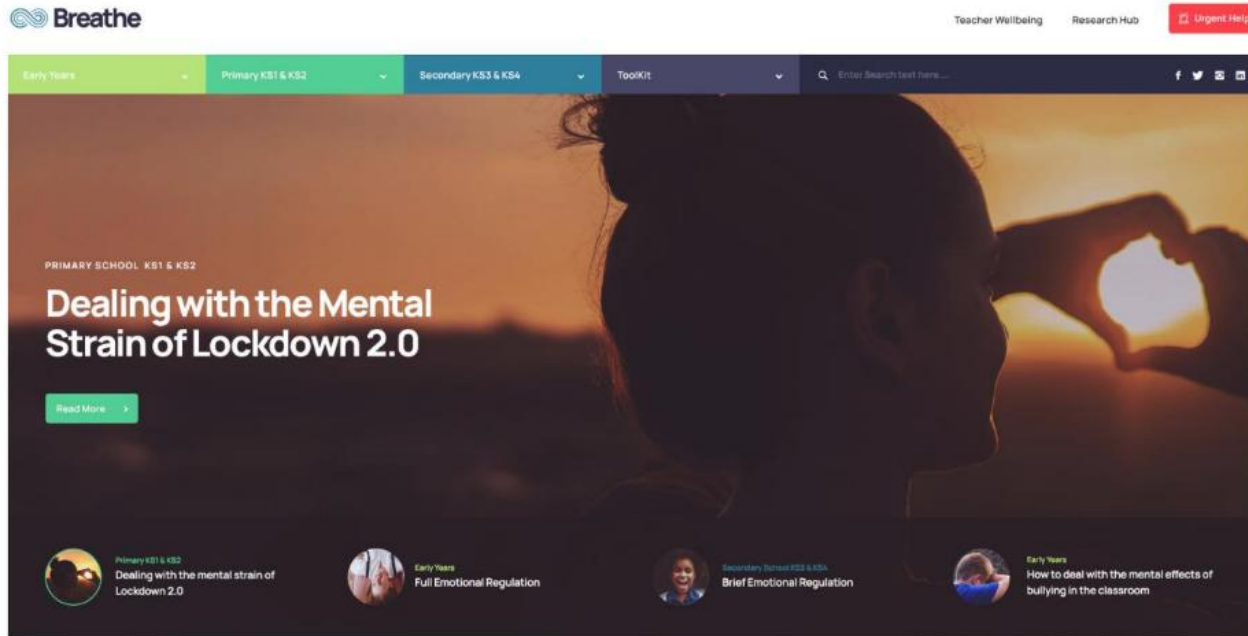 Breathe
Teacher Wellbeing
Research Hub
Urgent Help
Early Years
Primary KS1 & KS2
Secondary KS3 & KS4
ToolKit
Enter Search text here....
PRIMARY SCHOOL KS1 & KS2
Dealing with the Mental
Strain of Lockdown 2.0
Read More
Primary KS1 & KS2
Dealing with the mental strain of
Lockdown 2.0
Early Years
Full Emotional Regulation
Secondary School KS3 & KS4
Brief Emotional Regulation
Early Years
How to deal with the mental effects of
bullying in the classroom